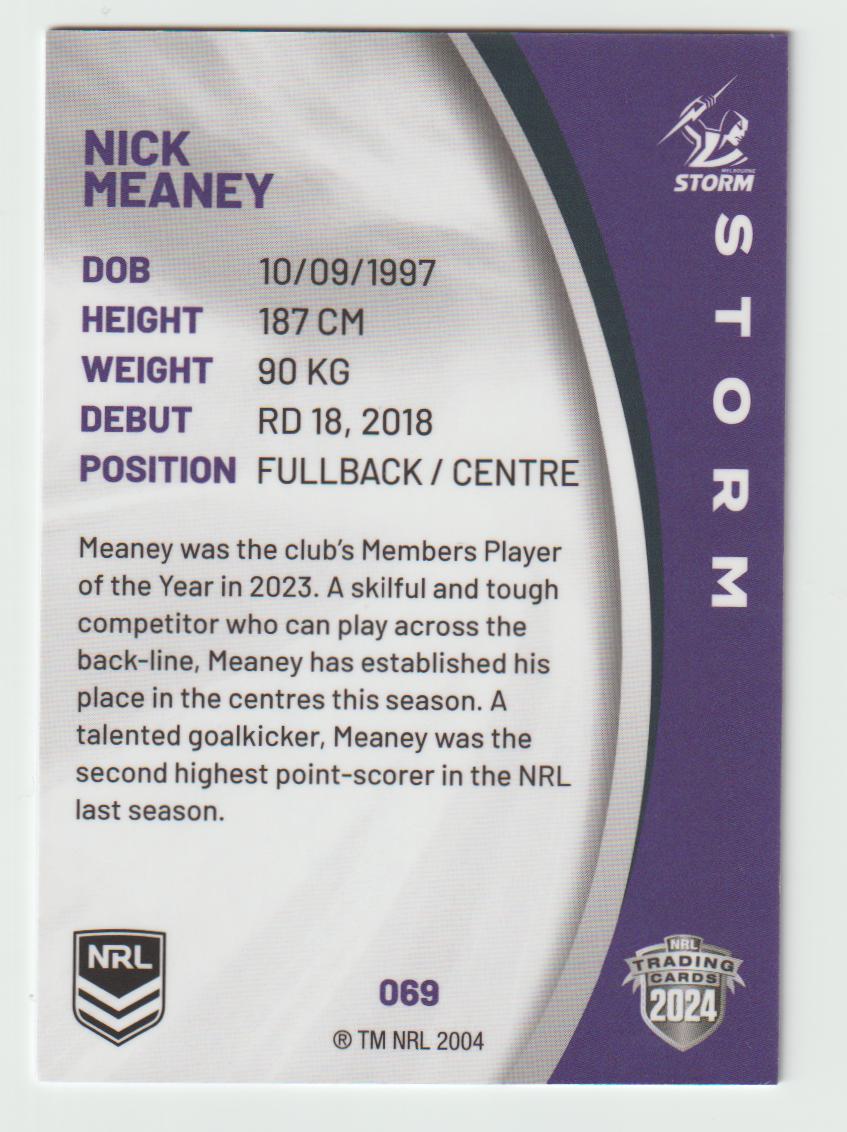 NICK
MEANEY
DOB 10/09/1997
HEIGHT 187 CM
WEIGHT 90 KG
DEBUT RD 18, 2018
POSITION FULLBACK / CENTRE
Meaney was the club's Members Player
of the Year in 2023. A skilful and tough
competitor who can play across the
back-line, Meaney has established his
place in the centres this season. A
talented goalkicker, Meaney was the
second highest point-scorer in the NRL
last season.
NRL
069
® TM NRL 2004
MELBOURNE
STORM
STORM
NRL
TRADING
CARDS
2024